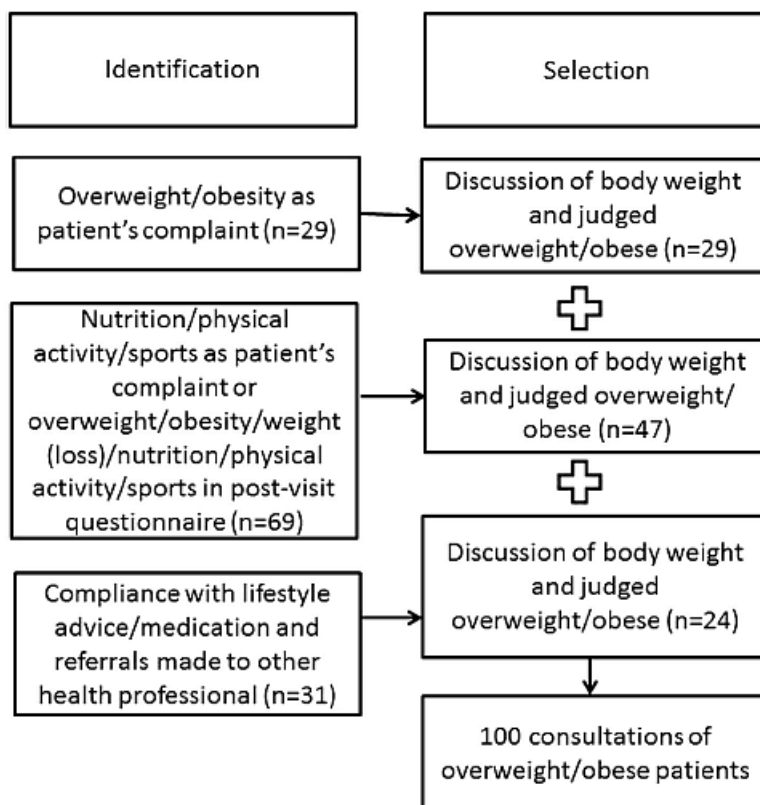 Identification
Selection
Overweight/obesity as
patient's complaint (n=29)
Discussion of body weight
and judged
overweight/obese (n=29)
Nutrition/physical
activity/sports as patient's
complaint or
overweight/obesity/weight
(loss)/nutrition/physical
activity/sports in post-visit
questionnaire (n=69)
Discussion of body weight
and judged overweight/
obese (n=47)
Compliance with lifestyle
advice/medication and
referrals made to other
health professional (n=31)
Discussion of body weight
and judged
overweight/obese (n=24)
100 consultations of
overweight/obese patients